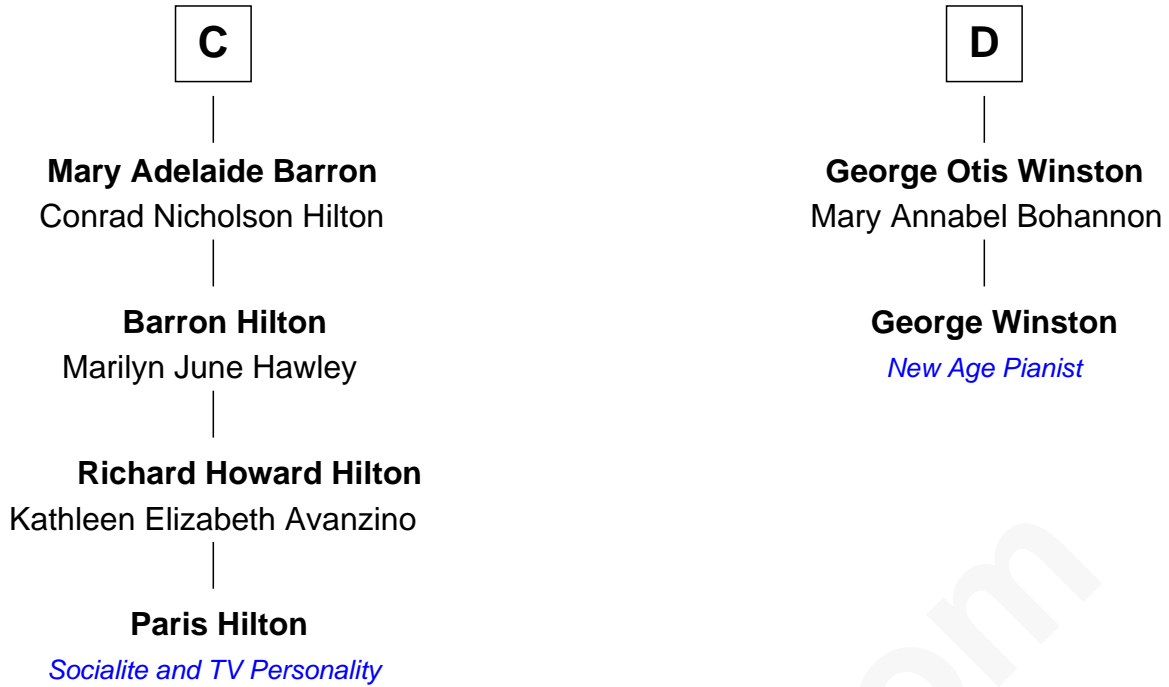 C
Mary Adelaide Barron
Conrad Nicholson Hilton
Barron Hilton
Marilyn June Hawley
Richard Howard Hilton
Kathleen Elizabeth Avanzino
Paris Hilton
Socialite and TV Personality
D
George Otis Winston
Mary Annabel Bohannon
George Winston
New Age Pianist
om